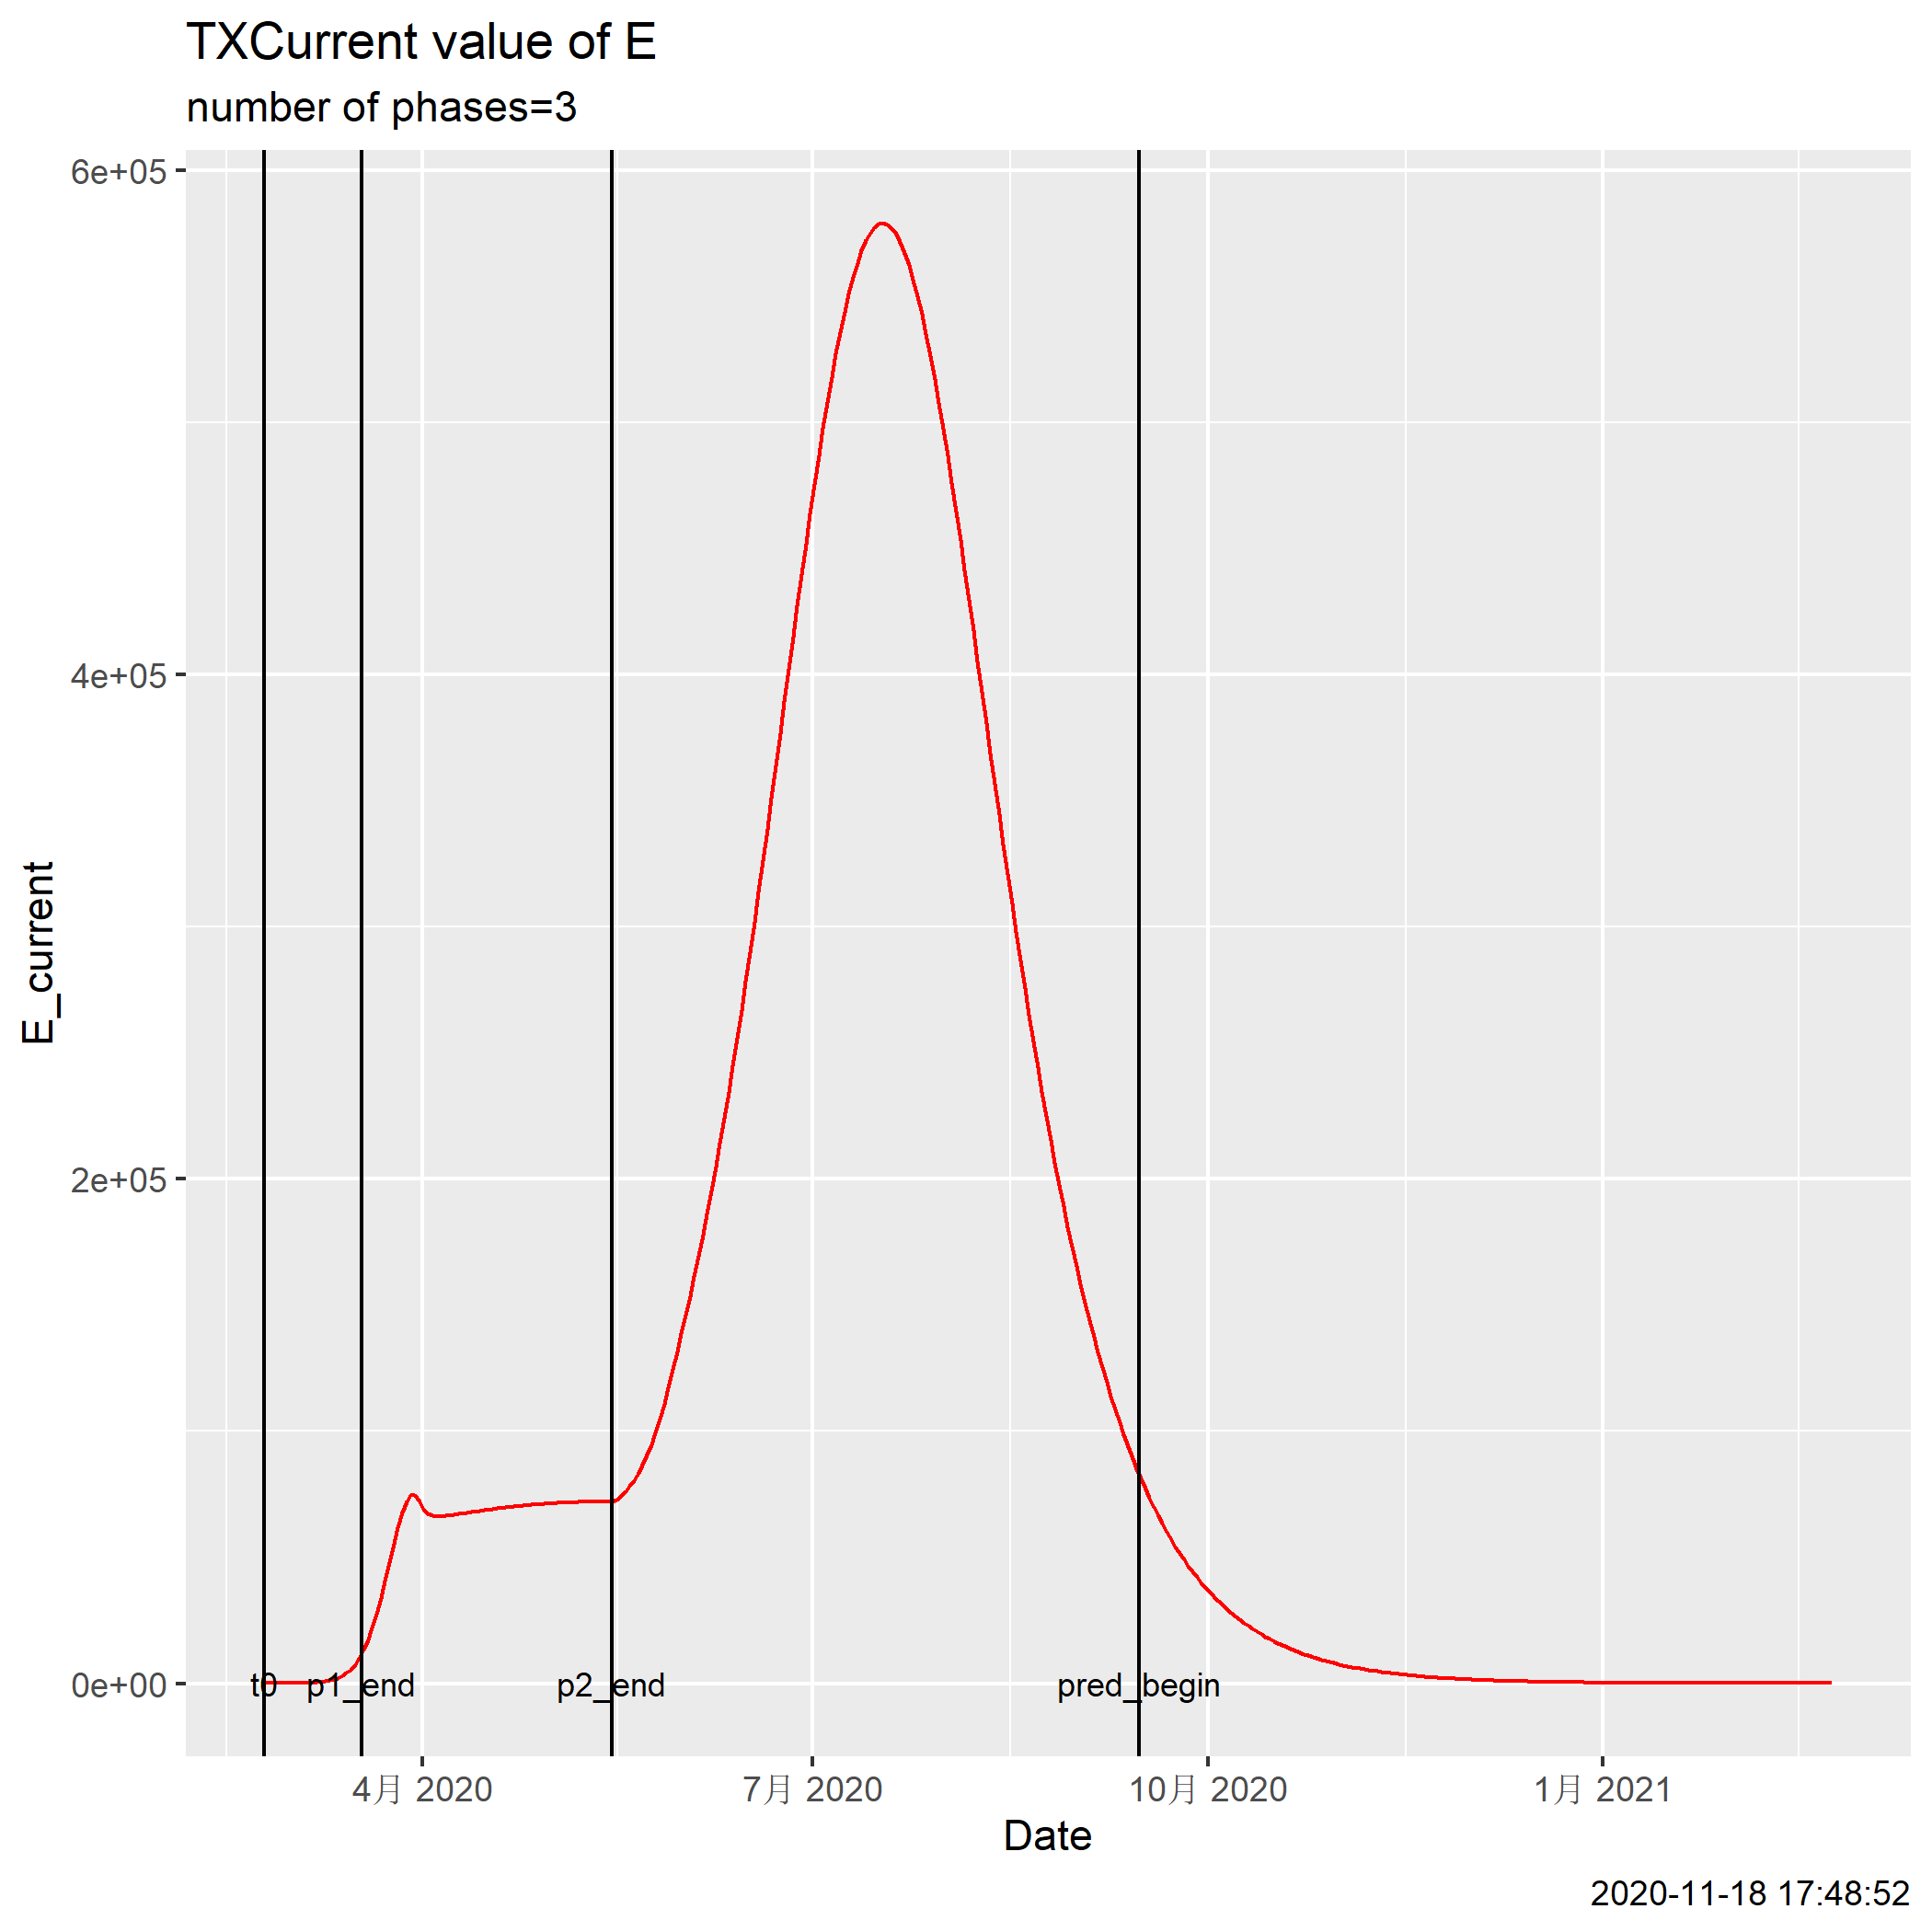 TXCurrent value of E
number of phases=3
6e+05
4e+05
2e+05
0e+00
E_current
t0 p1_end p2_end pred_begin
4月 2020 7月 2020 10月 2020 1月 2021
Date
2020-11-18 17:48:52